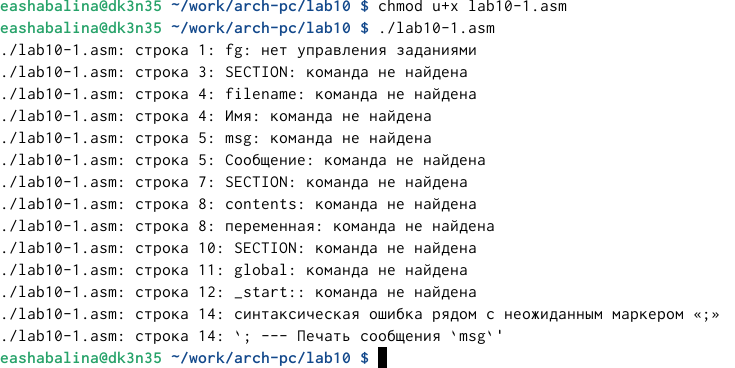 eashabalina@dk3n35 ~/work/arch-pc/lab10 $ chmod u+x lab10-1.asm
eashabalina@dk3n35 ~/work/arch-pc/lab10 $ ./lab10-1.asm
./lab10-1.asm: строка 1: fg: нет управления заданиями
./lab10-1.asm: строка 3: SECTION: команда не найдена
./lab10-1.asm: строка 4: filename: команда не найдена
./lab10-1.asm: строка 4: Имя: команда не найдена
./lab10-1.asm: строка 5: msg: команда не найдена
./lab10-1.asm: строка 5: Сообщение: команда не найдена
./lab10-1.asm: строка 7: SECTION: команда не найдена
./lab10-1.asm: строка 8: contents: команда не найдена
./lab10-1.asm: строка 8: переменная: команда не найдена
./lab10-1.asm: строка 10: SECTION: команда не найдена
./lab10-1.asm: строка 11: global: команда не найдена
./lab10-1.asm: строка 12: _start:: команда не найдена
./lab10-1.asm: строка 14: синтаксическая ошибка рядом с неожиданным маркером «;»
./lab10-1.asm: строка 14: `; --- Печать сообщения `msg`'
eashabalina@dk3n35 ~/work/arch-pc/lab10 $